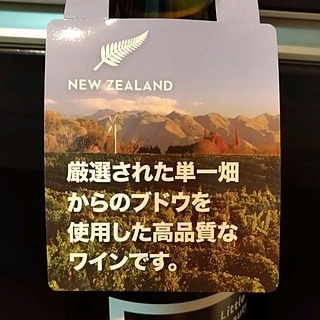 NEW ZEALAND
厳選された単一畑
からのブドウを
使用した高品質な
ワインです。
Little